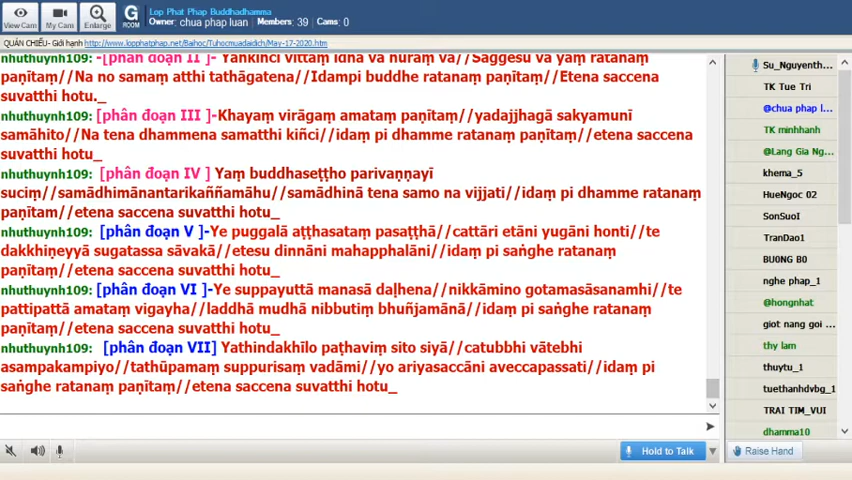 View Cam
My Cam
Enlarge
G
ROOM
Lop Phat Phap Buddhadhamma
Owner: chua phap luan Members: 39 Cams: 0
QUÁN CHIẾU- Giới hạnh http://www.lopphatphap.net/Baihoc/Tuhocmuadaidich/May-17-2020.htm
nhuthuynh109: -[phân đoạn II ]- Yankiñci vittaṃ idha vā huraṃ vā//Saggesu vā yaṃ ratanaṃ
paṇītaṃ//Na no samaṃ atthi tathāgatena//Idampi buddhe ratanaṃ paṇītaṃ//Etena saccena
suvatthi hotu._
nhuthuynh109: [phân đoạn III ]-Khayaṃ virāgaṃ amataṃ paṇītaṃ//yadajjhagā sakyamunī
samāhito//Na tena dhammena samatthi kiñci//idaṃ pi dhamme ratanaṃ paṇītaṃ//etena saccena
suvatthi hotu_
nhuthuynh109: [phân đoạn IV ] Yaṃ buddhaseṭṭho parivaṇṇayī
suciṃ//samādhimānantarikaññamāhu//samādhinā tena samo na vijjati//idaṃ pi dhamme ratanaṃ
paṇītaṃ//etena saccena suvatthi hotu_
nhuthuynh109: [phân đoạn V ]-Ye puggalā aṭṭhasataṃ pasaṭṭhā//cattāri etāni yugāni honti//te
dakkhiṇeyyā sugatassa sāvakā//etesu dinnāni mahapphalāni//idaṃ pi saṅghe ratanaṃ
paṇītaṃ//etena saccena suvatthi hotu_
nhuthuynh109: [phân đoạn VI ]-Ye suppayuttā manasā daḷhena//nikkāmino gotamasāsanamhi//te
pattipattā amataṃ vigayha//laddhā mudhā nibbutiṃ bhuñjamānā//idaṃ pi saṅghe ratanaṃ
paṇītaṃ//etena saccena suvatthi hotu_
nhuthuynh109: [phân đoạn VII] Yathindakhīlo paṭhaviṃ sito siyā//catubbhi vātebhi
asampakampiyo//tathūpamaṃ suppurisaṃ vadāmi//yo ariyasaccāni aveccapassati//idaṃ pi
saṅghe ratanaṃ paṇītaṃ//etena saccena suvatthi hotu_
Su_Nguyenth...
TK Tue Tri
@chua phap l...
TK minhhanh
@Lang Gia Ng...
khema_5
HueNgoc 02
SonSuoI
TranDao1
BU0NG B0
nghe phap_1
@hongnhat
giot nang goi ...
thy lam
thuytu_1
tuethanhdvbg_1
TRAI TIM_VUI
dhamma10
Hold to Talk
Raise Hand